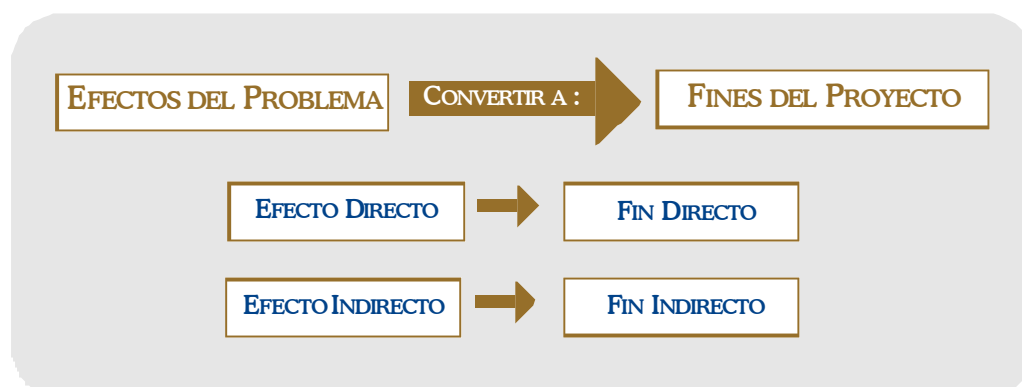 EFECTOS DEL PROBLEMA
CONVERTIR A :
FINES DEL PROYECTO
EFECTO DIRECTO
FIN DIRECTO
EFECTO INDIRECTO
FIN INDIRECTO